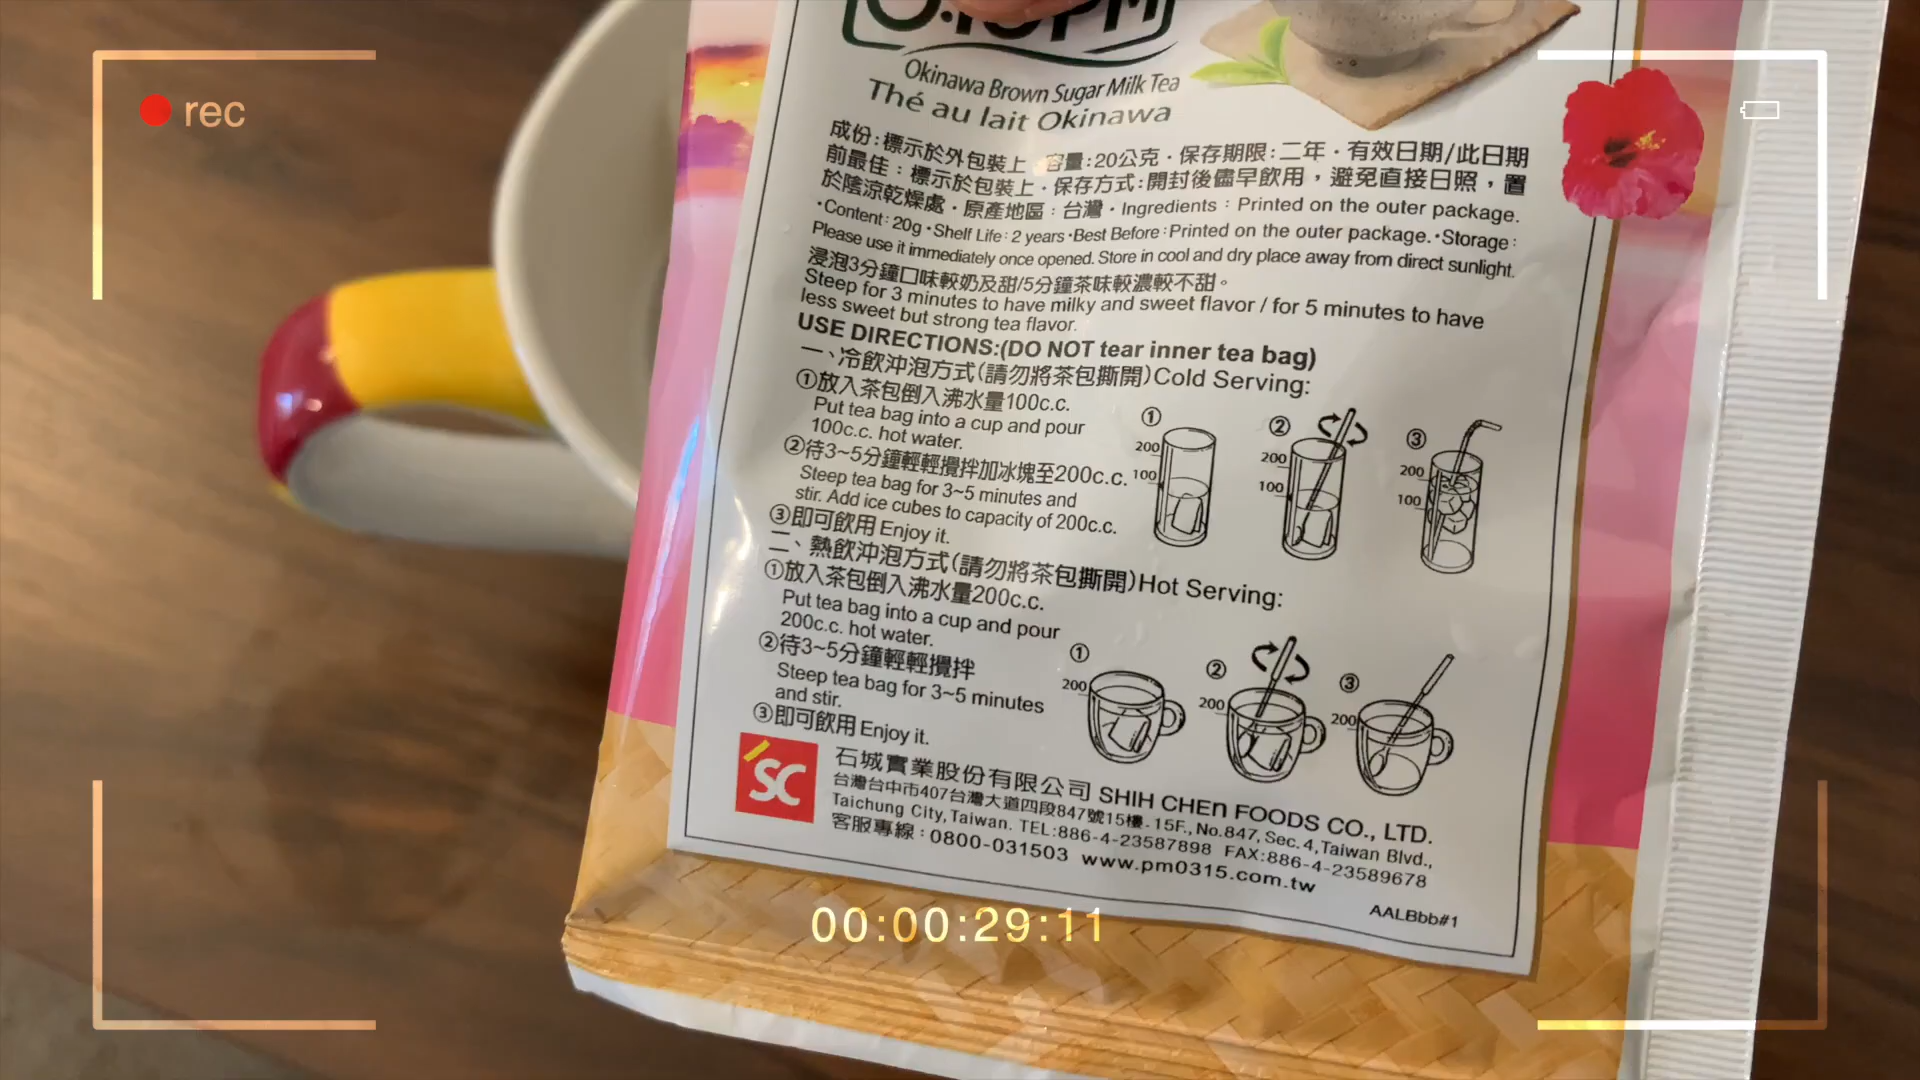 rec
Okinawa Brown Sugar Milk Tea
Thé au lait Okinawa
成份:標示於外包裝上 容量:20公克·保存期限:二年·有效日期/此日期
前最佳:標示於包裝上·保存方式:開封後儘早飲用,避免直接日照,置
於陰涼乾燥處·原產地區:台灣·Ingredients : Printed on the outer package.
•Content: 20g •Shelf Life: 2 years •Best Before: Printed on the outer package. •Storage:
Please use it immediately once opened. Store in cool and dry place away from direct sunlight.
浸泡3分鐘口味較奶及甜/5分鐘茶味較濃較不甜。
Steep for 3 minutes to have milky and sweet flavor / for 5 minutes to have
less sweet but strong tea flavor.
USE DIRECTIONS:(DO NOT tear inner tea bag)
一、冷飲沖泡方式(請勿將茶包撕開)Cold Serving:
①放入茶包倒入沸水量100c.c.
Put tea bag into a cup and pour
100c.c. hot water.
②待3~5分鐘輕輕攪拌加冰塊至200c.c.
Steep tea bag for 3~5 minutes and
stir. Add ice cubes to capacity of 200c.c.
③即可飲用 Enjoy it.
① ② ③
200 200 200
100 100 100
二、熱飲沖泡方式(請勿將茶包撕開)Hot Serving:
①放入茶包倒入沸水量200c.c.
Put tea bag into a cup and pour
200c.c. hot water.
②待3~5分鐘輕輕攪拌
Steep tea bag for 3~5 minutes
and stir.
③即可飲用 Enjoy it.
① ② ③
200 200 200
SC
石城實業股份有限公司 SHIH CHEn FOODS CO., LTD.
台灣台中市407台灣大道四段847號15樓·15F., No.847, Sec.4, Taiwan Blvd.,
Taichung City, Taiwan. TEL:886-4-23587898 FAX:886-4-23589678
客服專線:0800-031503 www.pm0315.com.tw
AALBbb#1
00:00:29:11